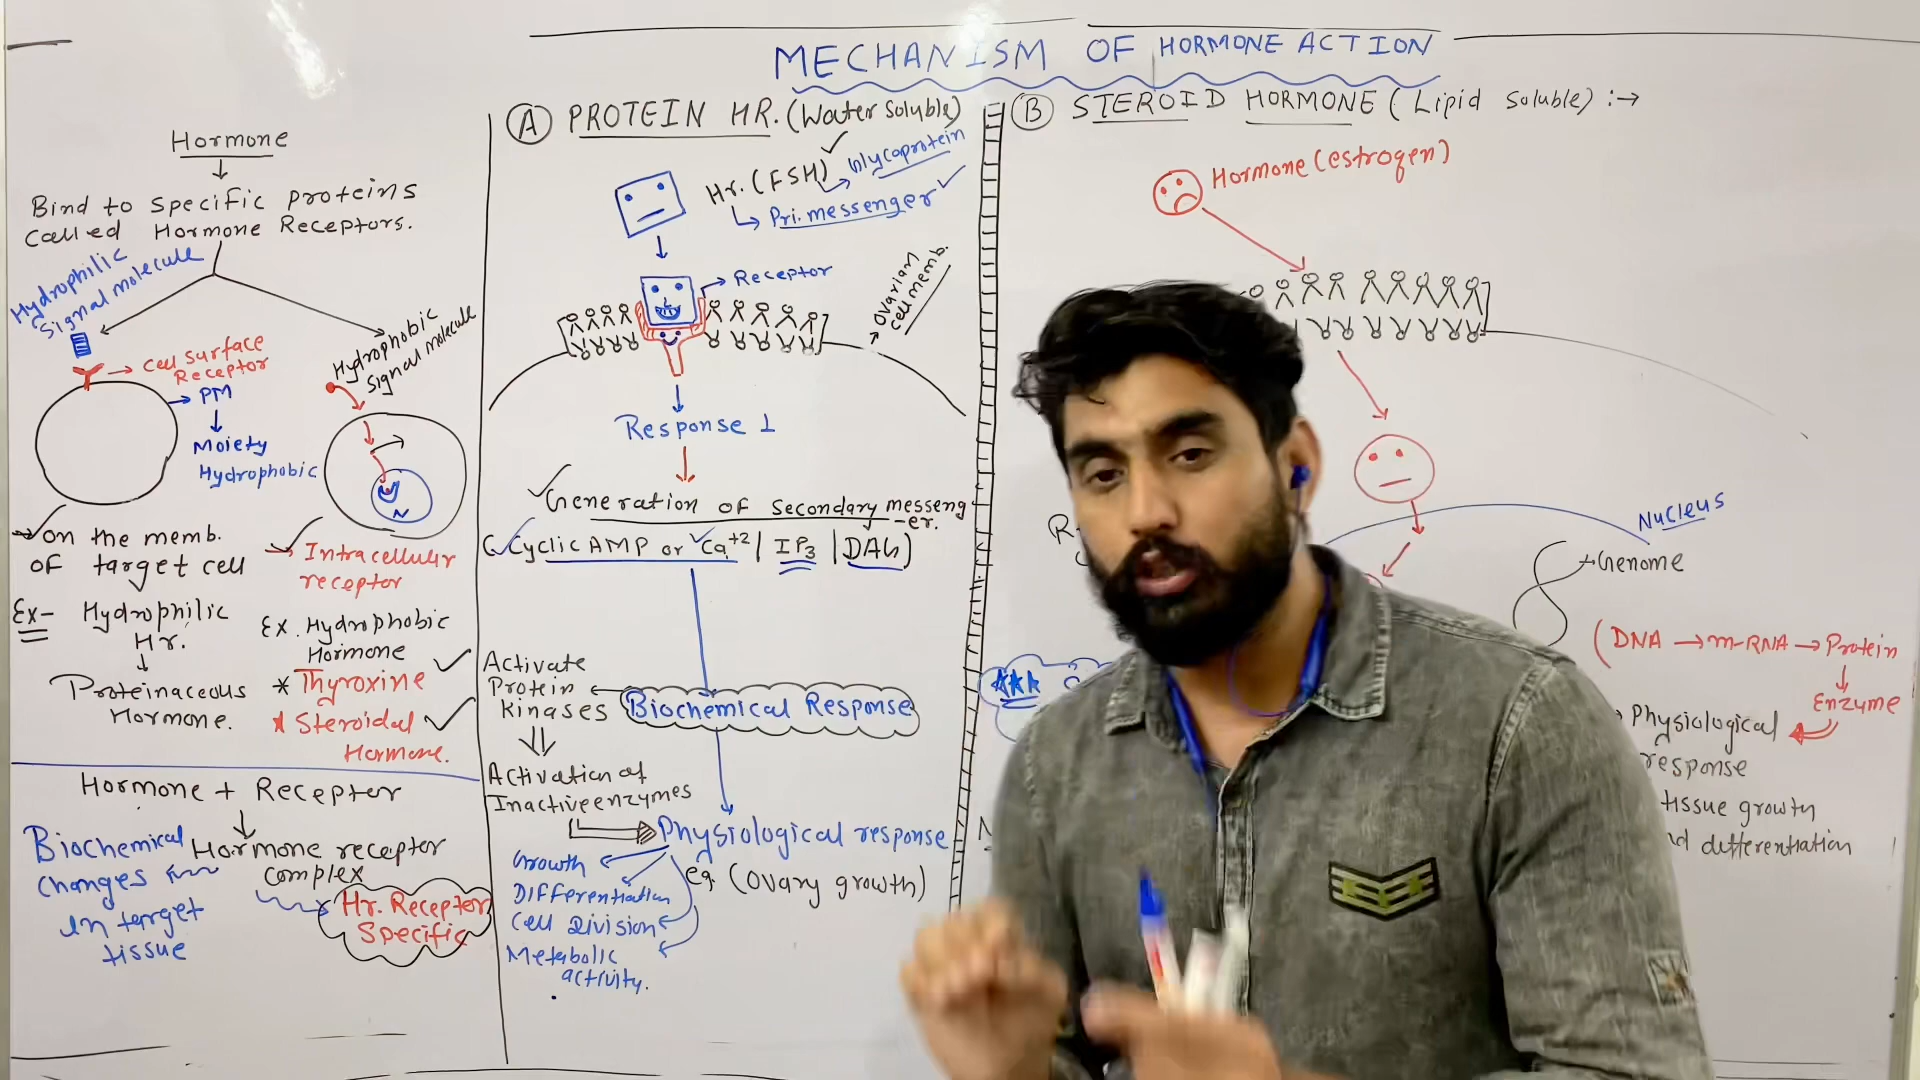 MECHANISM OF HORMONE ACTION
Hormone
Bind to specific proteins
called Hormone Receptors.
Hydrophilic
Signal molecule
Cell surface
Receptor
PM
Moiety
Hydrophobic
on the memb.
of target cell
Ex- Hydrophilic
Hr.
Proteinaceous
Hormone.
Hydrophobic
Signal molecule
N
Intracellular
receptor
Ex. Hydrophobic
Hormone
* Thyroxine
* Steroidal
Hormone.
Hormone + Receptor
Hormone receptor
complex
Biochemical
changes
in target
tissue
Hr. Receptor
Specific
A PROTEIN HR. (Water Soluble)
Hr. (FSH)
Glycoprotein
Pri. messenger
Receptor
Ovarian
cell memb.
Response 1
Generation of secondary messeng
-er.
(Cyclic AMP or Ca+2 | IP3 | DAG)
Biochemical Response
Activate
Protein
kinases
Activation of
Inactive enzymes
Physiological response
eg. (Ovary growth)
Growth
Differentiation
Cell Division
Metabolic
activity.
B STEROID HORMONE (Lipid Soluble) :→
Hormone (estrogen)
Nucleus
Genome
(DNA → m-RNA → Protein
Enzyme
Physiological
response
tissue growth
differentiation